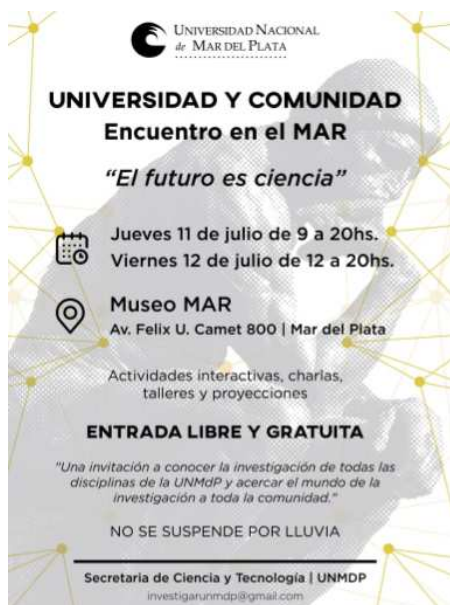 UNIVERSIDAD NACIONAL
de MAR DEL PLATA
UNIVERSIDAD Y COMUNIDAD
Encuentro en el MAR
“El futuro es ciencia”
Jueves 11 de julio de 9 a 20hs.
Viernes 12 de julio de 12 a 20hs.
Museo MAR
Av. Felix U. Camet 800 | Mar del Plata
Actividades interactivas, charlas,
talleres y proyecciones
ENTRADA LIBRE Y GRATUITA
"Una invitación a conocer la investigación de todas las
disciplinas de la UNMdP y acercar el mundo de la
investigación a toda la comunidad."
NO SE SUSPENDE POR LLUVIA
Secretaria de Ciencia y Tecnología | UNMDP
investigarunmdp@gmail.com